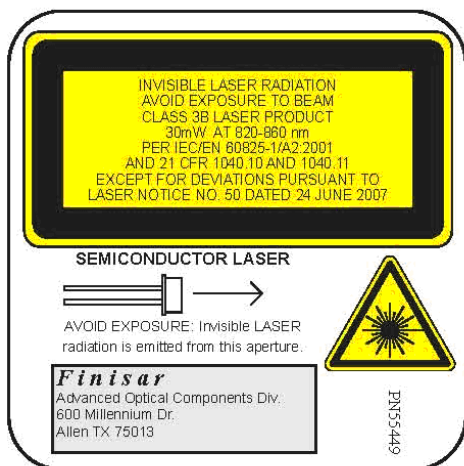 INVISIBLE LASER RADIATION
AVOID EXPOSURE TO BEAM
CLASS 3B LASER PRODUCT
30mW AT 820-860 nm
PER IEC/EN 60825-1/A2:2001
AND 21 CFR 1040.10 AND 1040.11
EXCEPT FOR DEVIATIONS PURSUANT TO
LASER NOTICE NO. 50 DATED 24 JUNE 2007
SEMICONDUCTOR LASER
AVOID EXPOSURE: Invisible LASER
radiation is emitted from this aperture.
Finisar
Advanced Optical Components Div.
600 Millennium Dr.
Allen TX 75013
PN55449